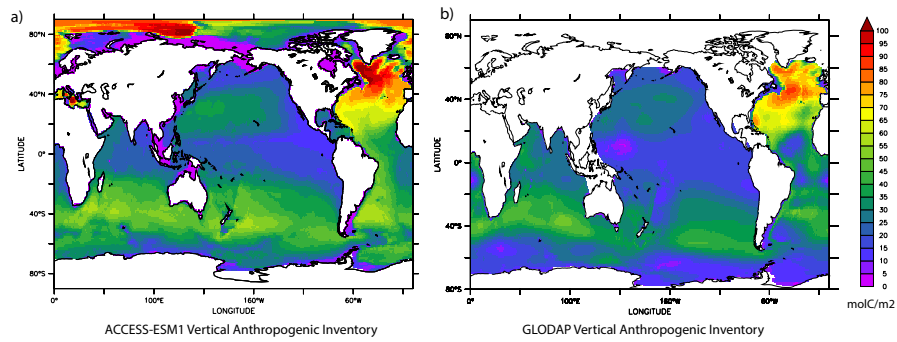 a)
80°N
40°N
0°
40°S
80°S
LATITUDE
0°
100°E
160°W
60°W
LONGITUDE
ACCESS-ESM1 Vertical Anthropogenic Inventory
b)
80°N
40°N
0°
40°S
80°S
LATITUDE
0°
100°E
160°W
60°W
LONGITUDE
GLODAP Vertical Anthropogenic Inventory
100
95
90
85
80
75
70
65
60
55
50
45
40
35
30
25
20
15
10
5
0
molC/m2